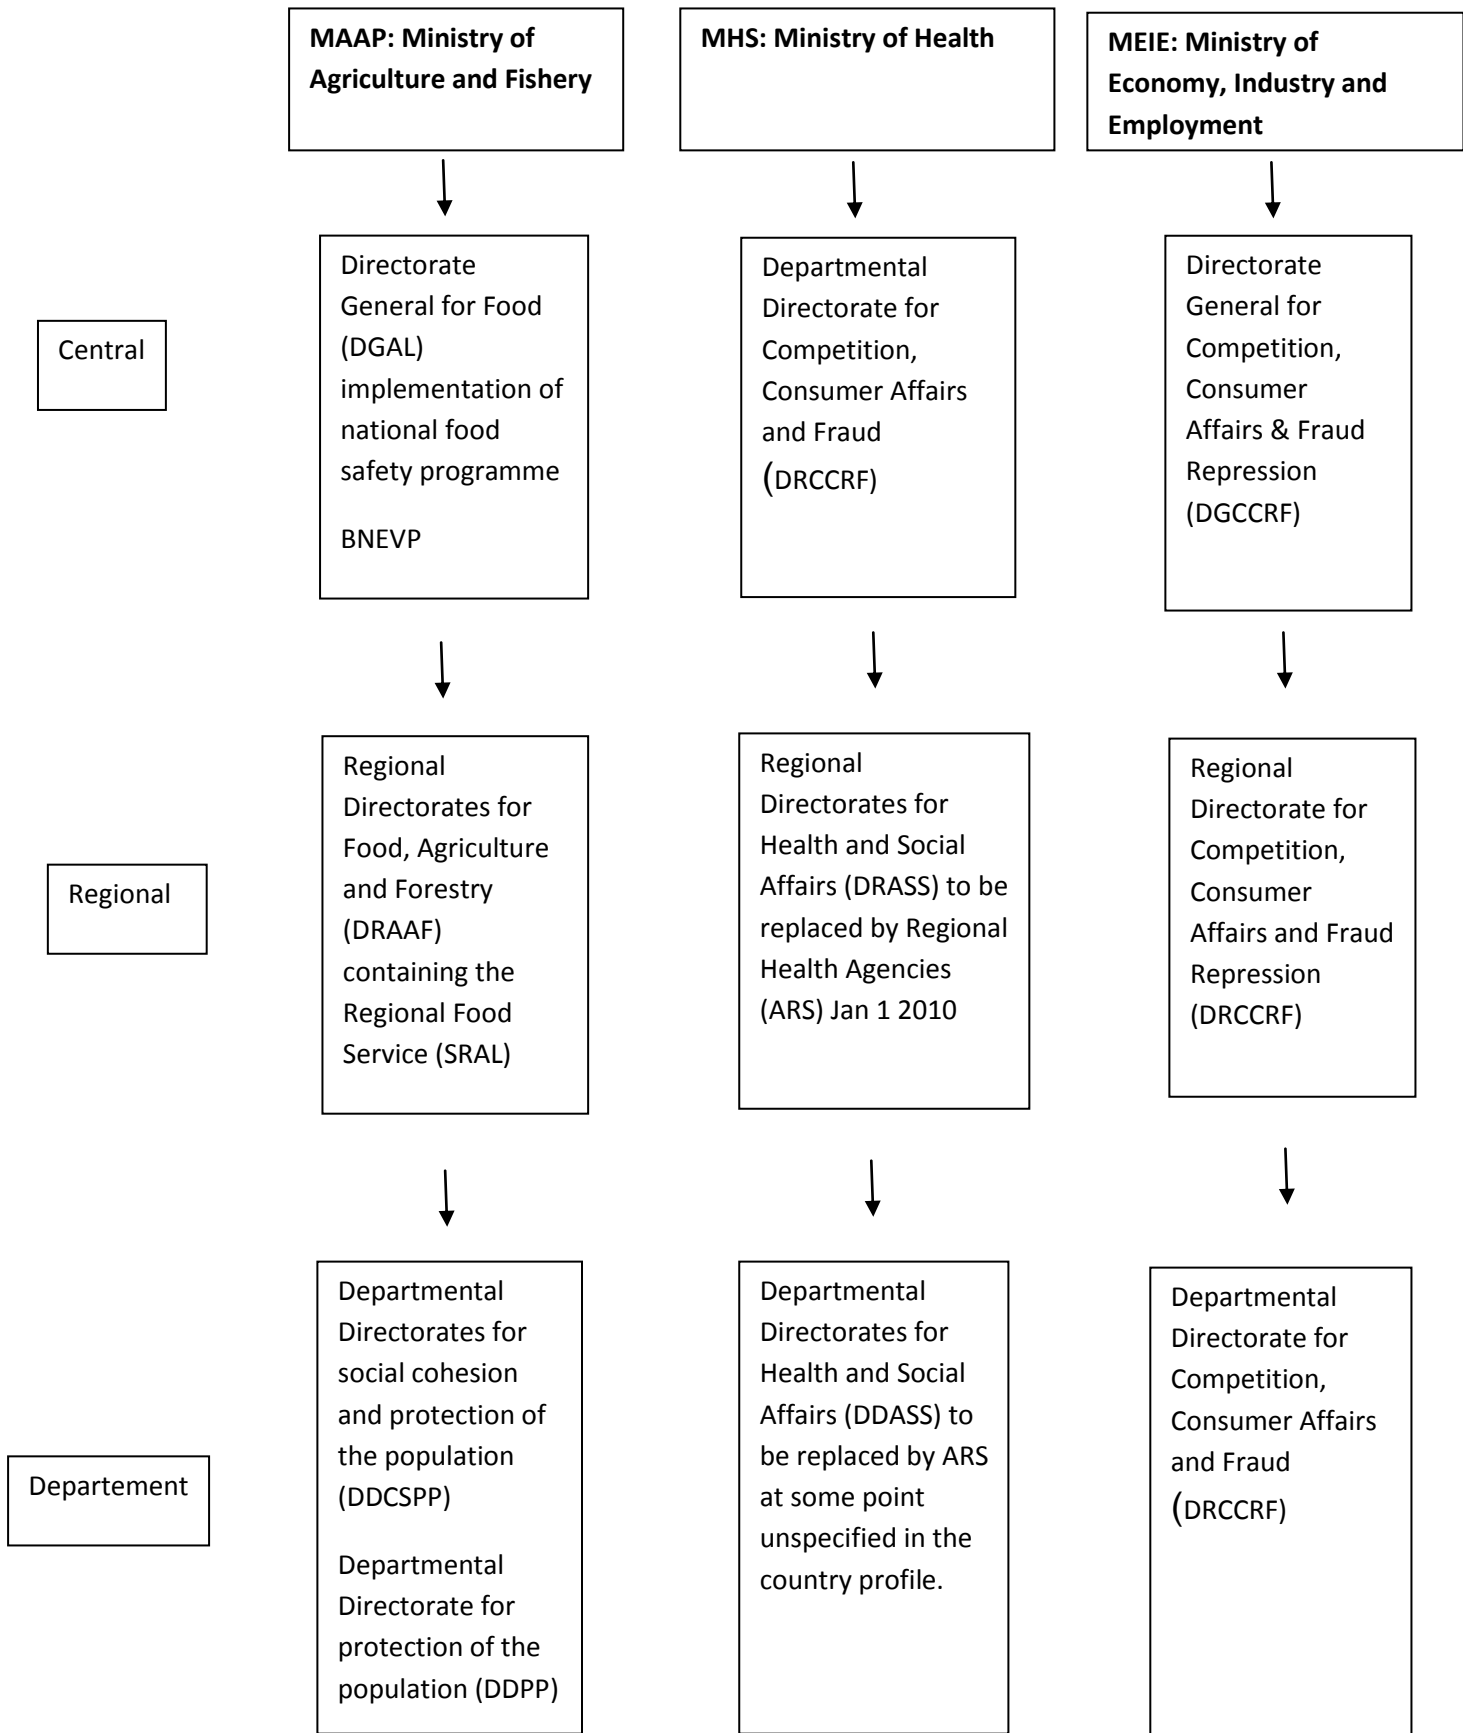 MAAP: Ministry of
Agriculture and Fishery
MHS: Ministry of Health
MEIE: Ministry of
Economy, Industry and
Employment
Central
Directorate
General for Food
(DGAL)
implementation of
national food
safety programme
BNEVP
Departmental
Directorate for
Competition,
Consumer Affairs
and Fraud
(DRCCRF)
Directorate
General for
Competition,
Consumer
Affairs & Fraud
Repression
(DGCCRF)
Regional
Regional
Directorates for
Food, Agriculture
and Forestry
(DRAAF)
containing the
Regional Food
Service (SRAL)
Regional
Directorates for
Health and Social
Affairs (DRASS) to be
replaced by Regional
Health Agencies
(ARS) Jan 1 2010
Regional
Directorate for
Competition,
Consumer
Affairs and Fraud
Repression
(DRCCRF)
Departement
Departmental
Directorates for
social cohesion
and protection of
the population
(DDCSPP)
Departmental
Directorate for
protection of the
population (DDPP)
Departmental
Directorates for
Health and Social
Affairs (DDASS) to
be replaced by ARS
at some point
unspecified in the
country profile.
Departmental
Directorate for
Competition,
Consumer Affairs
and Fraud
(DRCCRF)